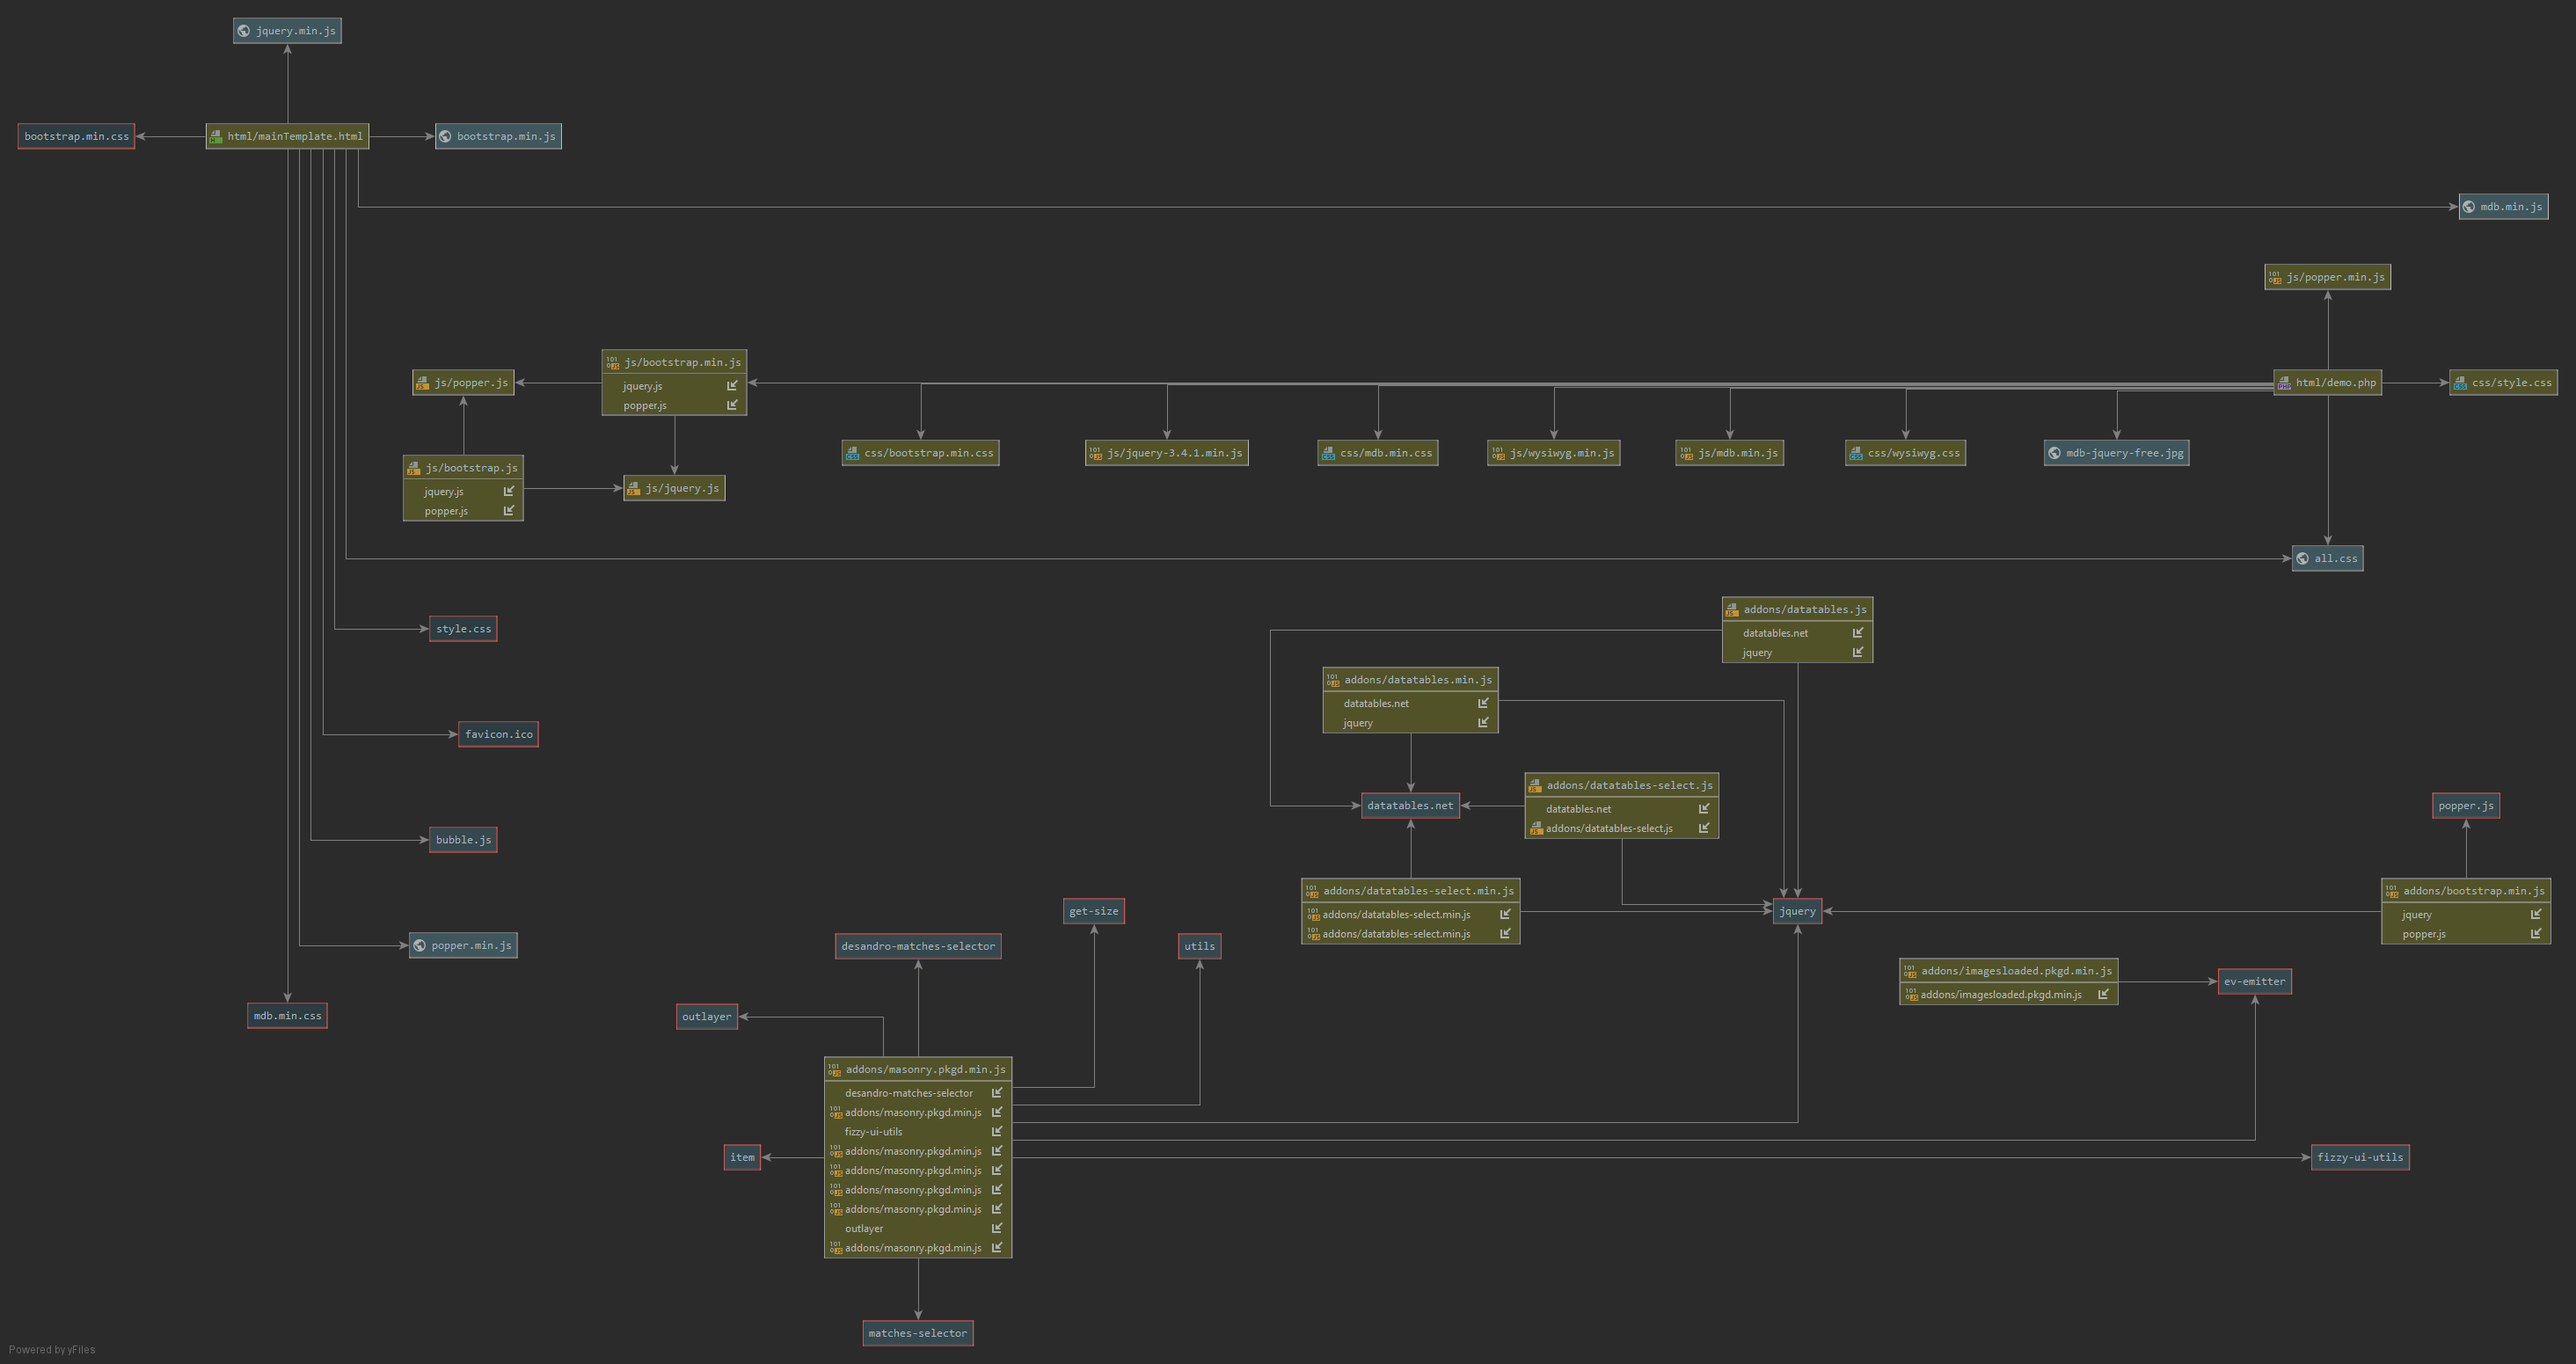 jquery.min.js
bootstrap.min.css
html/mainTemplate.html
bootstrap.min.js
mdb.min.js
js/popper.min.js
js/popper.js
js/bootstrap.min.js
jquery.js
popper.js
html/demo.php
css/style.css
css/bootstrap.min.css
js/jquery-3.4.1.min.js
css/mdb.min.css
js/wysiwyg.min.js
js/mdb.min.js
css/wysiwyg.css
mdb-jquery-free.jpg
js/bootstrap.js
jquery.js
popper.js
js/jquery.js
all.css
style.css
addons/datatables.js
datatables.net
jquery
addons/datatables.min.js
datatables.net
jquery
favicon.ico
datatables.net
addons/datatables-select.js
datatables.net
addons/datatables-select.js
popper.js
bubble.js
addons/datatables-select.min.js
addons/datatables-select.min.js
addons/datatables-select.min.js
jquery
addons/bootstrap.min.js
jquery
popper.js
get-size
popper.min.js
desandro-matches-selector
utils
addons/imagesloaded.pkgd.min.js
addons/imagesloaded.pkgd.min.js
ev-emitter
mdb.min.css
outlayer
addons/masonry.pkgd.min.js
desandro-matches-selector
addons/masonry.pkgd.min.js
fizzy-ui-utils
addons/masonry.pkgd.min.js
addons/masonry.pkgd.min.js
addons/masonry.pkgd.min.js
addons/masonry.pkgd.min.js
outlayer
addons/masonry.pkgd.min.js
item
fizzy-ui-utils
matches-selector
Powered by yFiles